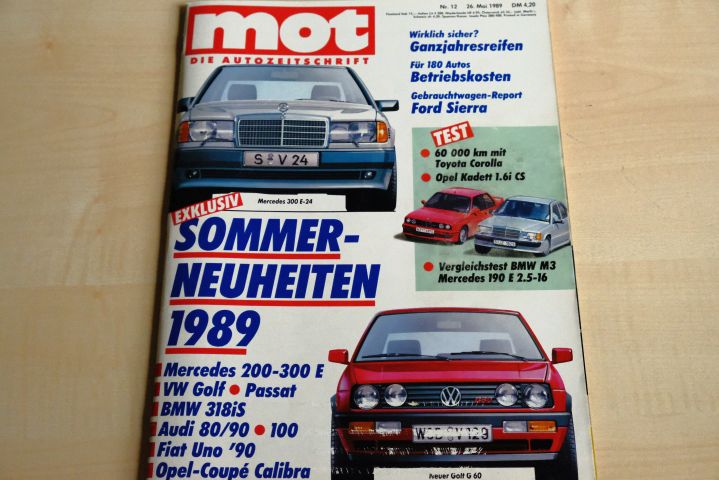 mot
DIE AUTOZEITSCHRIFT
Nr. 12 26. Mai 1989 DM 4,20
Wirklich sicher?
Ganzjahresreifen
Für 180 Autos
Betriebskosten
Gebrauchtwagen-Report
Ford Sierra
S V 24
Mercedes 300 E-24
TEST
60 000 km mit
Toyota Corolla
Opel Kadett 1.6i CS
Vergleichstest BMW M3
Mercedes 190 E 2.5-16
EXKLUSIV
SOMMER-
NEUHEITEN
1989
Mercedes 200-300 E
VW Golf • Passat
BMW 318iS
Audi 80/90 • 100
Fiat Uno '90
Opel-Coupé Calibra
WOB V 129
Neuer Golf G 60